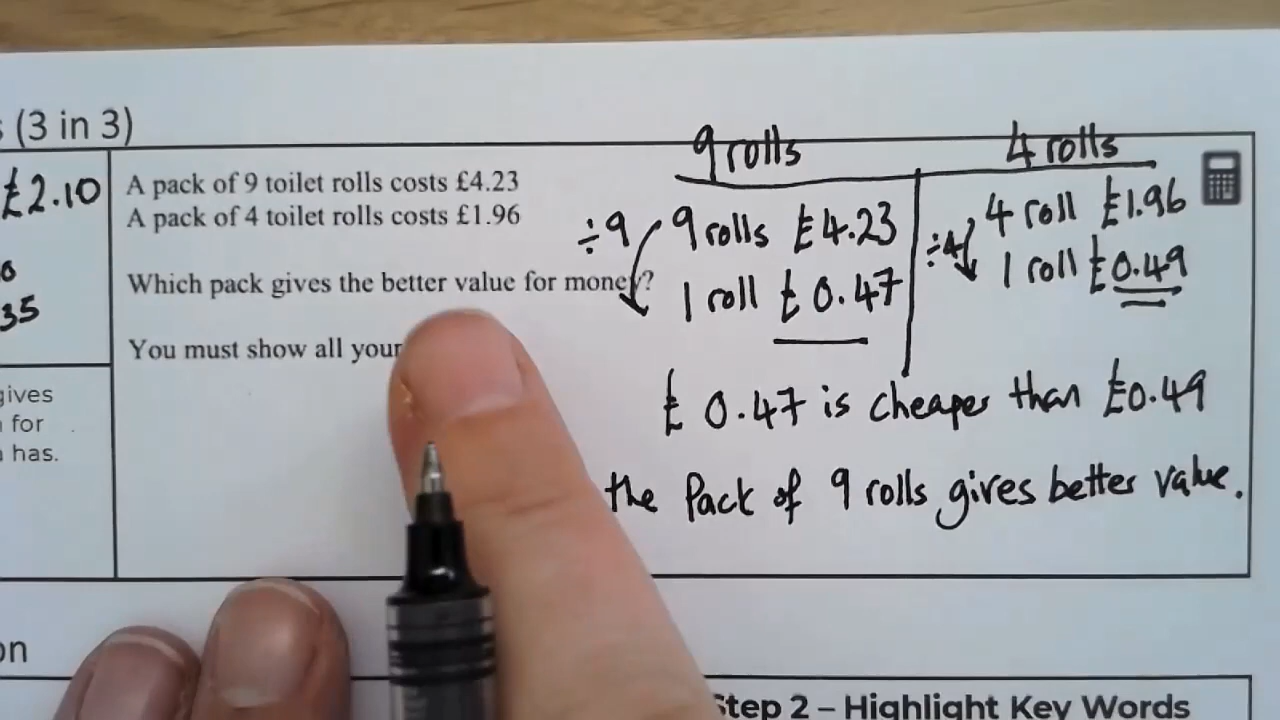 (3 in 3)
£2.10
35
gives
for
has.
A pack of 9 toilet rolls costs £4.23
A pack of 4 toilet rolls costs £1.96
Which pack gives the better value for money?
You must show all your
9 rolls
÷9 9 rolls £4.23
1 roll £0.47
4 rolls
÷4 4 roll £1.96
1 roll £0.49
£0.47 is cheaper than £0.49
the Pack of 9 rolls gives better value.
Step 2 – Highlight Key Words